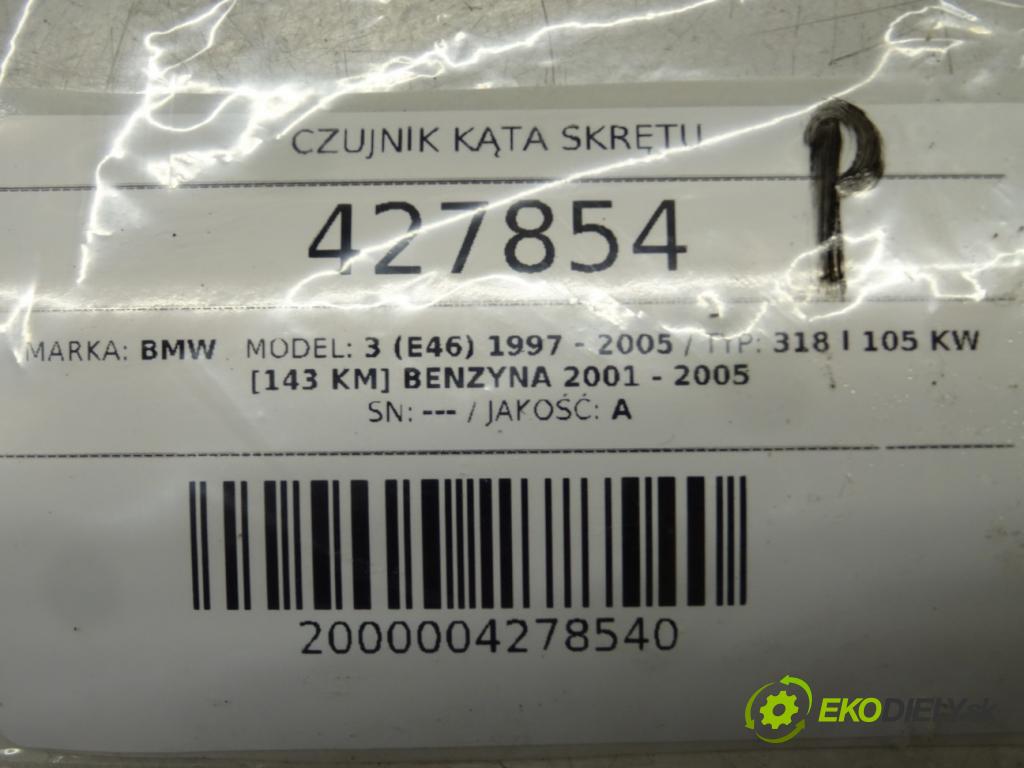 CZUJNIK KĄTA SKRĘTU
P
427854
MARKA: BMW MODEL: 3 (E46) 1997 - 2005 / TYP: 318 I 105 KW
[143 KM] BENZYNA 2001 - 2005
SN: --- / JAKOŚĆ: A
2000004278540
EKODIELY.sk